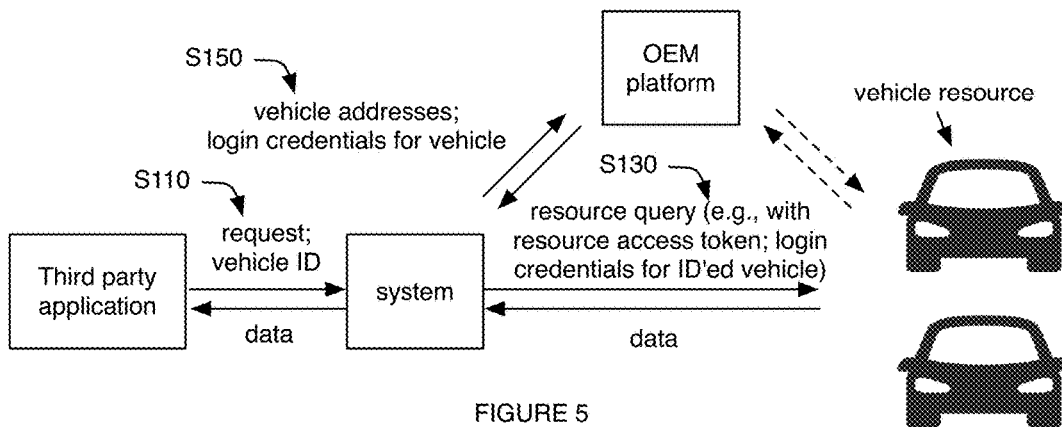 S150
vehicle addresses;
login credentials for vehicle
OEM
platform
vehicle resource
S110
request;
vehicle ID
S130
resource query (e.g., with
resource access token; login
credentials for ID'ed vehicle)
Third party
application
system
data
data
FIGURE 5